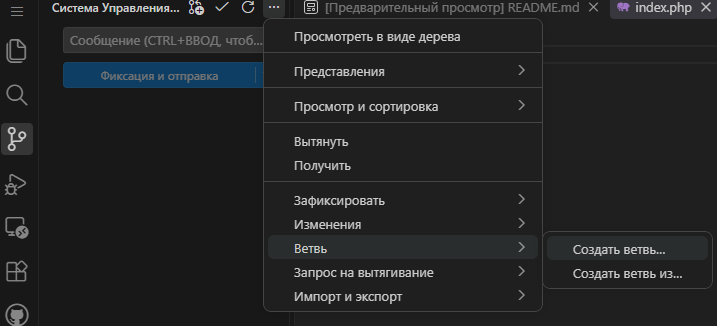 Система Управления...
[Предварительный просмотр] README.md
index.php
Сообщение (CTRL+ВВОД, чтоб...
Фиксация и отправка
Просмотреть в виде дерева
Представления
Просмотр и сортировка
Вытянуть
Получить
Зафиксировать
Изменения
Ветвь
Запрос на вытягивание
Импорт и экспорт
Создать ветвь...
Создать ветвь из...